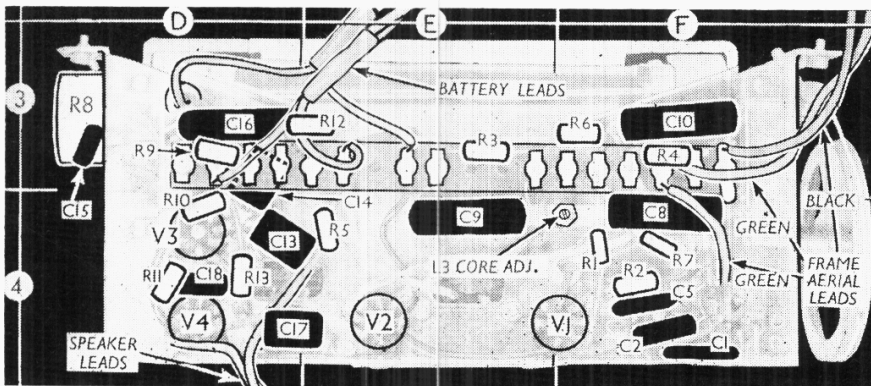 D
E
F
3
4
BATTERY LEADS
R8
C16
R12
R3
R6
C10
R9
R4
C15
R10
C14
C9
C8
BLACK
V3
C13
R5
L3 CORE ADJ.
R1
R7
GREEN
GREEN
FRAME
AERIAL
LEADS
R11
C18
R13
R2
C5
V4
C17
V2
V1
C2
C1
SPEAKER
LEADS